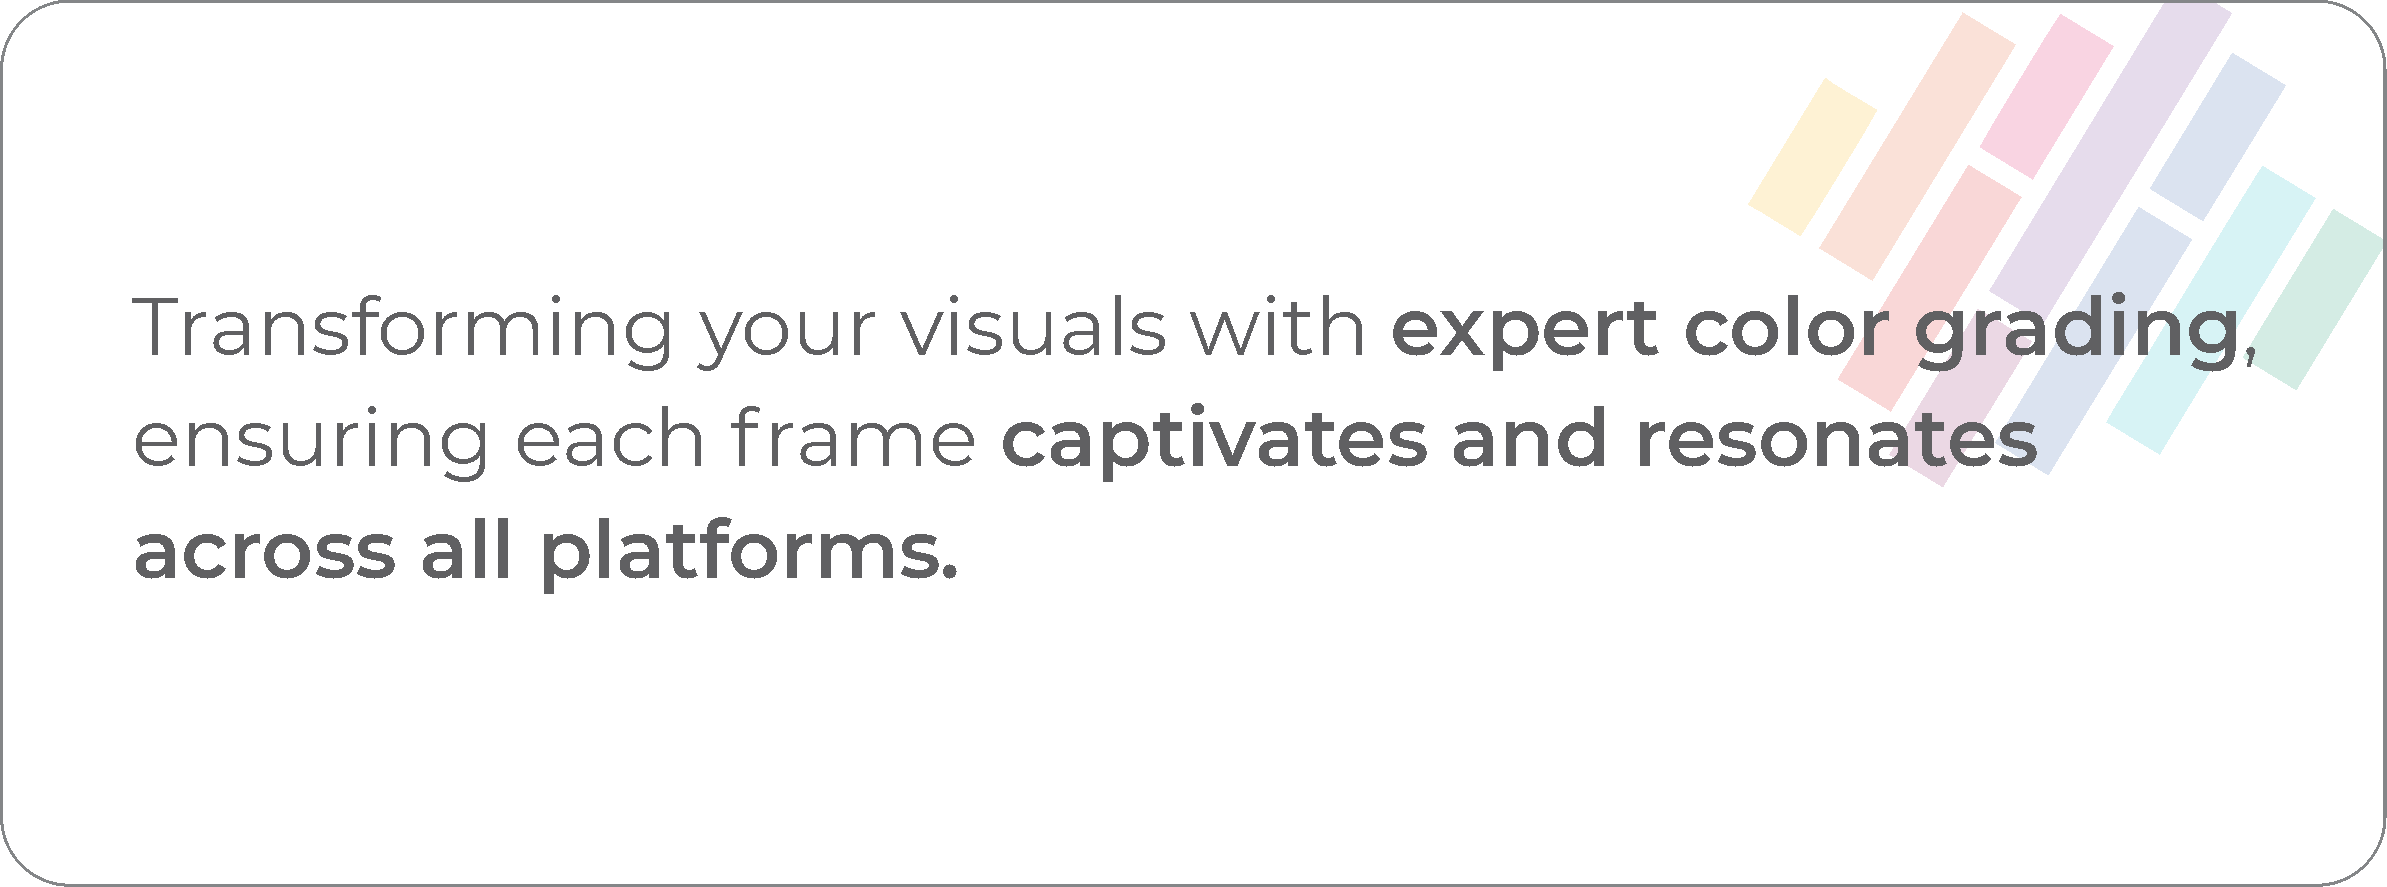 Transforming your visuals with expert color grading,
ensuring each frame captivates and resonates
across all platforms.